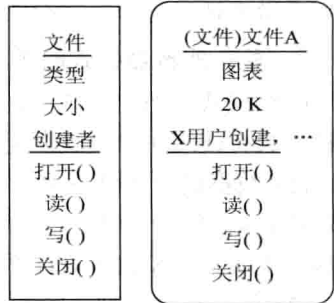 文件
类型
大小
创建者
打开( )
读( )
写( )
关闭( )
(文件)文件A
图表
20 K
X用户创建, …
打开( )
读( )
写( )
关闭( )